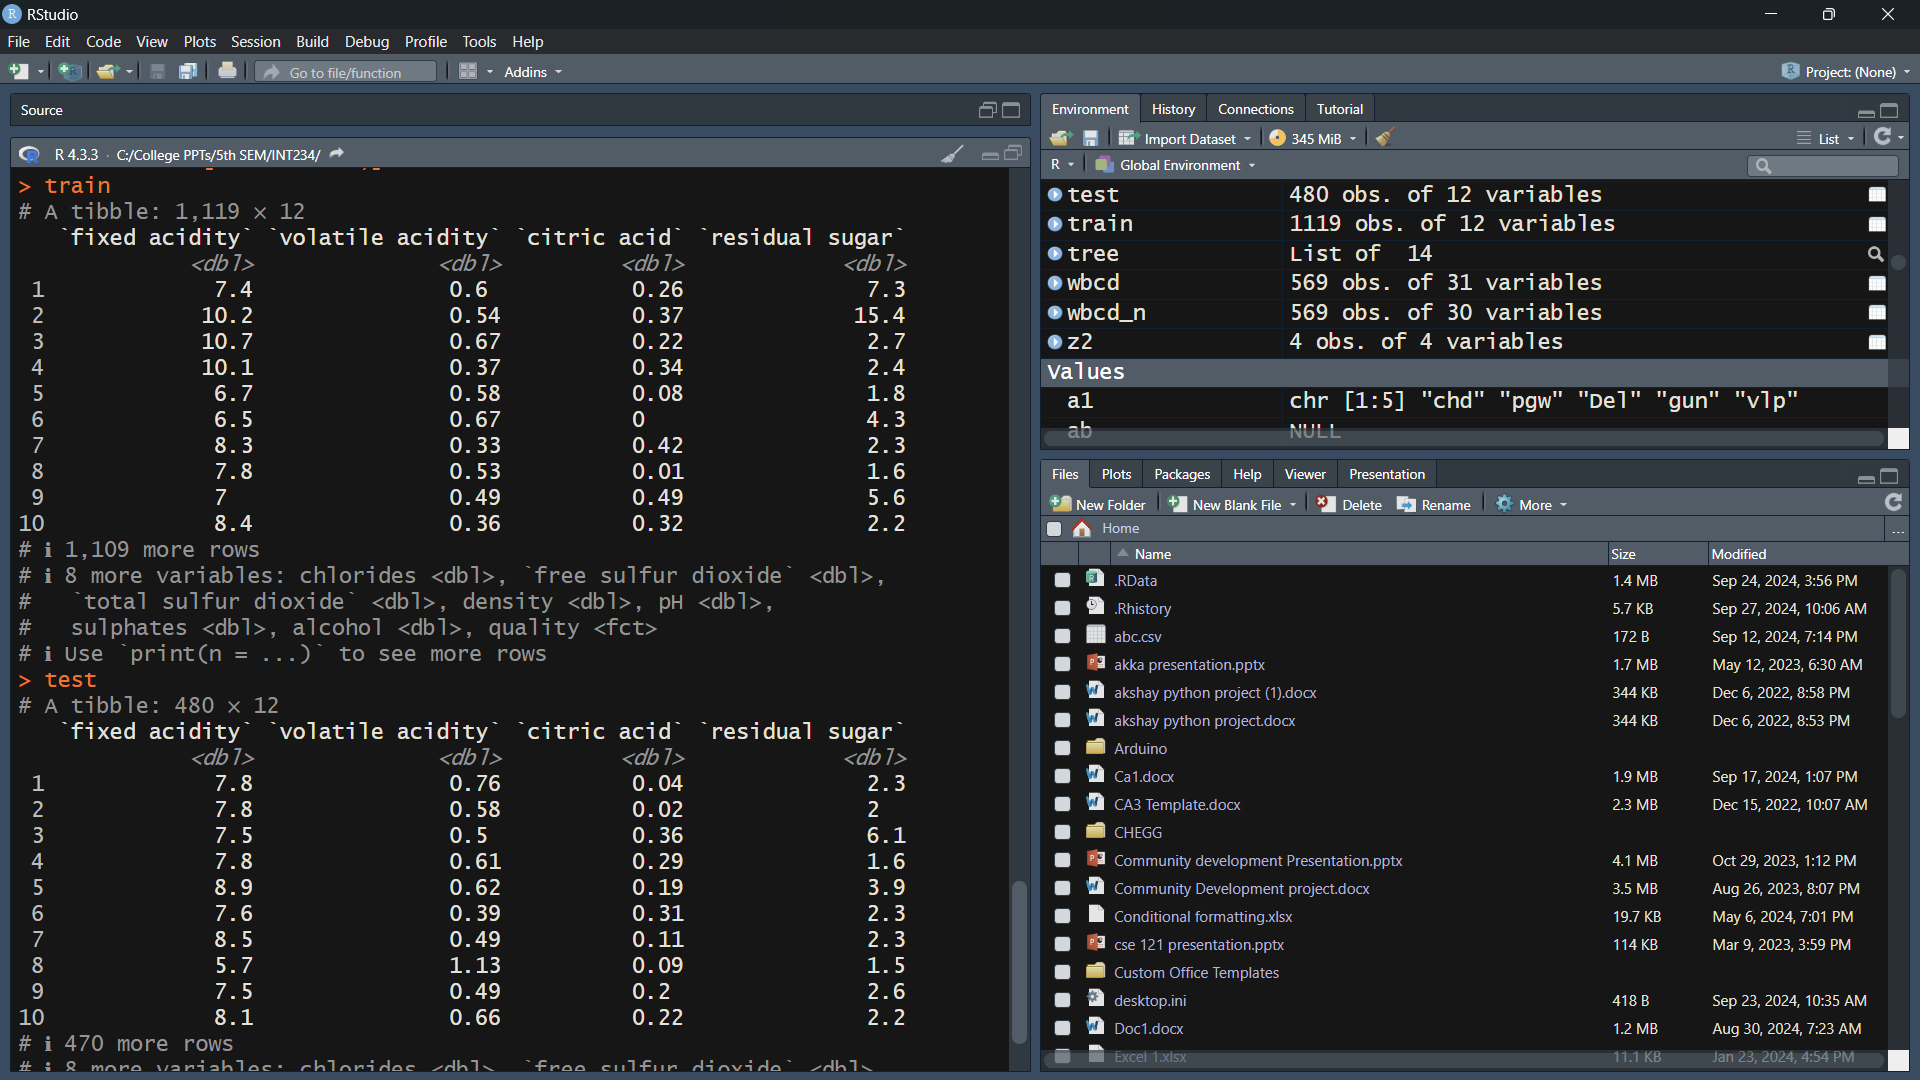 RStudio
File Edit Code View Plots Session Build Debug Profile Tools Help
Go to file/function Addins Project: (None)
Source
R 4.3.3 · C:/College PPTs/5th SEM/INT234/
> train
# A tibble: 1,119 × 12
`fixed acidity` `volatile acidity` `citric acid` `residual sugar`
<dbl> <dbl> <dbl> <dbl>
1 7.4 0.6 0.26 7.3
2 10.2 0.54 0.37 15.4
3 10.7 0.67 0.22 2.7
4 10.1 0.37 0.34 2.4
5 6.7 0.58 0.08 1.8
6 6.5 0.67 0 4.3
7 8.3 0.33 0.42 2.3
8 7.8 0.53 0.01 1.6
9 7 0.49 0.49 5.6
10 8.4 0.36 0.32 2.2
# ℹ 1,109 more rows
# ℹ 8 more variables: chlorides <dbl>, `free sulfur dioxide` <dbl>,
# `total sulfur dioxide` <dbl>, density <dbl>, pH <dbl>,
# sulphates <dbl>, alcohol <dbl>, quality <fct>
# ℹ Use `print(n = ...)` to see more rows
> test
# A tibble: 480 × 12
`fixed acidity` `volatile acidity` `citric acid` `residual sugar`
<dbl> <dbl> <dbl> <dbl>
1 7.8 0.76 0.04 2.3
2 7.8 0.58 0.02 2
3 7.5 0.5 0.36 6.1
4 7.8 0.61 0.29 1.6
5 8.9 0.62 0.19 3.9
6 7.6 0.39 0.31 2.3
7 8.5 0.49 0.11 2.3
8 5.7 1.13 0.09 1.5
9 7.5 0.49 0.2 2.6
10 8.1 0.66 0.22 2.2
# ℹ 470 more rows
# ℹ 8 more variables: chlorides <dbl>, `free sulfur dioxide` <dbl>,
Environment History Connections Tutorial
Import Dataset 345 MiB List
R Global Environment
test 480 obs. of 12 variables
train 1119 obs. of 12 variables
tree List of 14
wbcd 569 obs. of 31 variables
wbcd_n 569 obs. of 30 variables
z2 4 obs. of 4 variables
Values
a1 chr [1:5] "chd" "pgw" "Del" "gun" "vlp"
ab NULL
Files Plots Packages Help Viewer Presentation
New Folder New Blank File Delete Rename More
Home ...
Name Size Modified
.RData 1.4 MB Sep 24, 2024, 3:56 PM
.Rhistory 5.7 KB Sep 27, 2024, 10:06 AM
abc.csv 172 B Sep 12, 2024, 7:14 PM
akka presentation.pptx 1.7 MB May 12, 2023, 6:30 AM
akshay python project (1).docx 344 KB Dec 6, 2022, 8:58 PM
akshay python project.docx 344 KB Dec 6, 2022, 8:53 PM
Arduino
Ca1.docx 1.9 MB Sep 17, 2024, 1:07 PM
CA3 Template.docx 2.3 MB Dec 15, 2022, 10:07 AM
CHEGG
Community development Presentation.pptx 4.1 MB Oct 29, 2023, 1:12 PM
Community Development project.docx 3.5 MB Aug 26, 2023, 8:07 PM
Conditional formatting.xlsx 19.7 KB May 6, 2024, 7:01 PM
cse 121 presentation.pptx 114 KB Mar 9, 2023, 3:59 PM
Custom Office Templates
desktop.ini 418 B Sep 23, 2024, 10:35 AM
Doc1.docx 1.2 MB Aug 30, 2024, 7:23 AM
Excel 1.xlsx 11.1 KB Jan 23, 2024, 4:54 PM